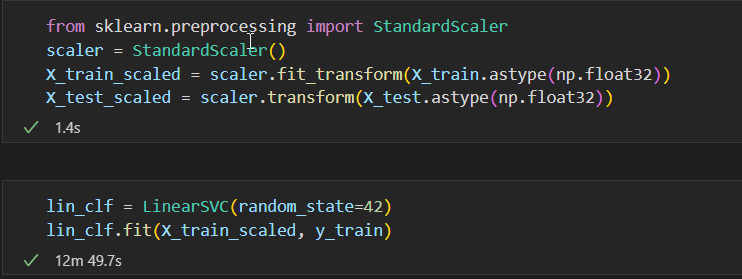 from sklearn.preprocessing import StandardScaler
scaler = StandardScaler()
X_train_scaled = scaler.fit_transform(X_train.astype(np.float32))
X_test_scaled = scaler.transform(X_test.astype(np.float32))
1.4s
lin_clf = LinearSVC(random_state=42)
lin_clf.fit(X_train_scaled, y_train)
12m 49.7s